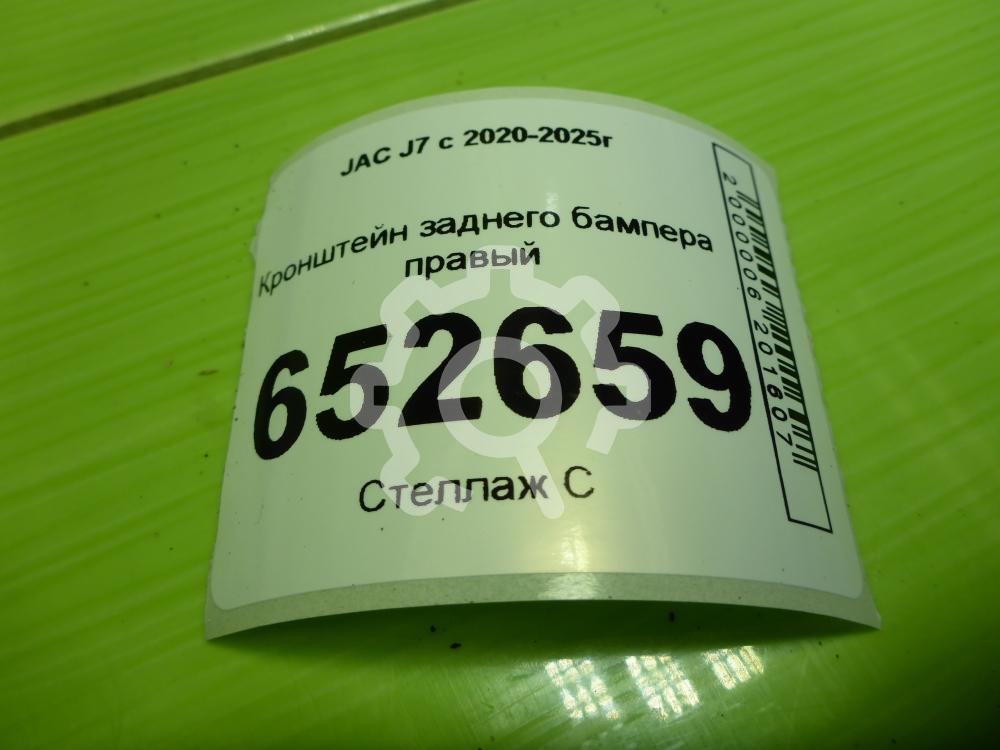 JAC J7 с 2020-2025г
Кронштейн заднего бампера
правый
652659
Стеллаж С
2000006201607